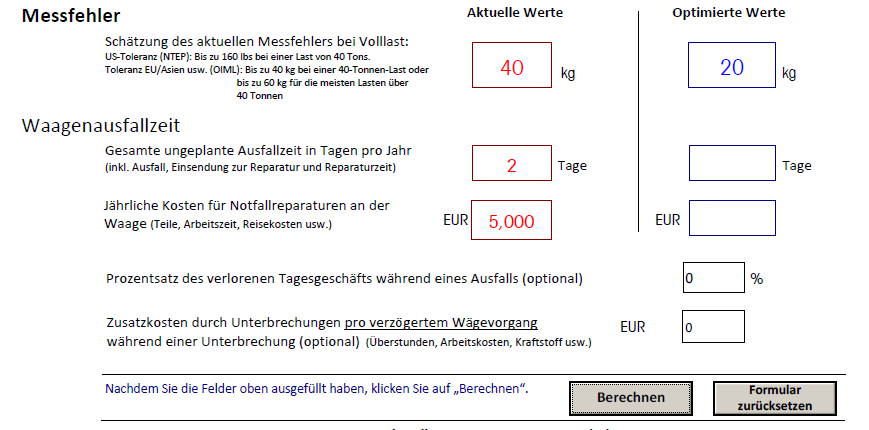 Messfehler
Aktuelle Werte
Optimierte Werte
Schätzung des aktuellen Messfehlers bei Volllast:
US-Toleranz (NTEP): Bis zu 160 lbs bei einer Last von 40 Tons.
Toleranz EU/Asien usw. (OIML): Bis zu 40 kg bei einer 40-Tonnen-Last oder
bis zu 60 kg für die meisten Lasten über
40 Tonnen
40 kg
20 kg
Waagenausfallzeit
Gesamte ungeplante Ausfallzeit in Tagen pro Jahr
(inkl. Ausfall, Einsendung zur Reparatur und Reparaturzeit)
2 Tage
Tage
Jährliche Kosten für Notfallreparaturen an der
Waage (Teile, Arbeitszeit, Reisekosten usw.)
EUR 5,000
EUR
Prozentsatz des verlorenen Tagesgeschäfts während eines Ausfalls (optional)
0 %
Zusatzkosten durch Unterbrechungen pro verzögertem Wägevorgang
während einer Unterbrechung (optional) (Überstunden, Arbeitskosten, Kraftstoff usw.)
EUR 0
Nachdem Sie die Felder oben ausgefüllt haben, klicken Sie auf „Berechnen“.
Berechnen
Formular
zurücksetzen